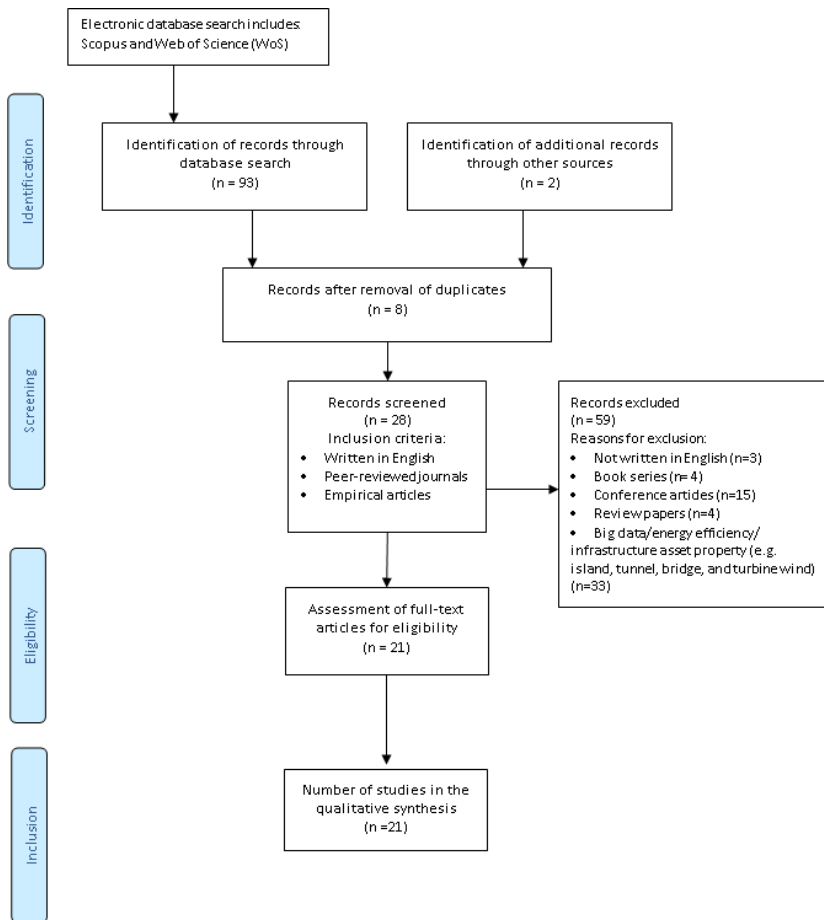 Electronic database search includes:
Scopus and Web of Science (WoS)
Identification
Identification of records through
database search
(n = 93)
Identification of additional records
through other sources
(n = 2)
Records after removal of duplicates
(n = 8)
Screening
Records screened
(n = 28)
Inclusion criteria:
• Written in English
• Peer-reviewed journals
• Empirical articles
Records excluded
(n = 59)
Reasons for exclusion:
• Not written in English (n=3)
• Book series (n= 4)
• Conference articles (n=15)
• Review papers (n=4)
• Big data/energy efficiency/
infrastructure asset property (e.g.
island, tunnel, bridge, and turbine wind)
(n=33)
Eligibility
Assessment of full-text
articles for eligibility
(n = 21)
Inclusion
Number of studies in the
qualitative synthesis
(n =21)